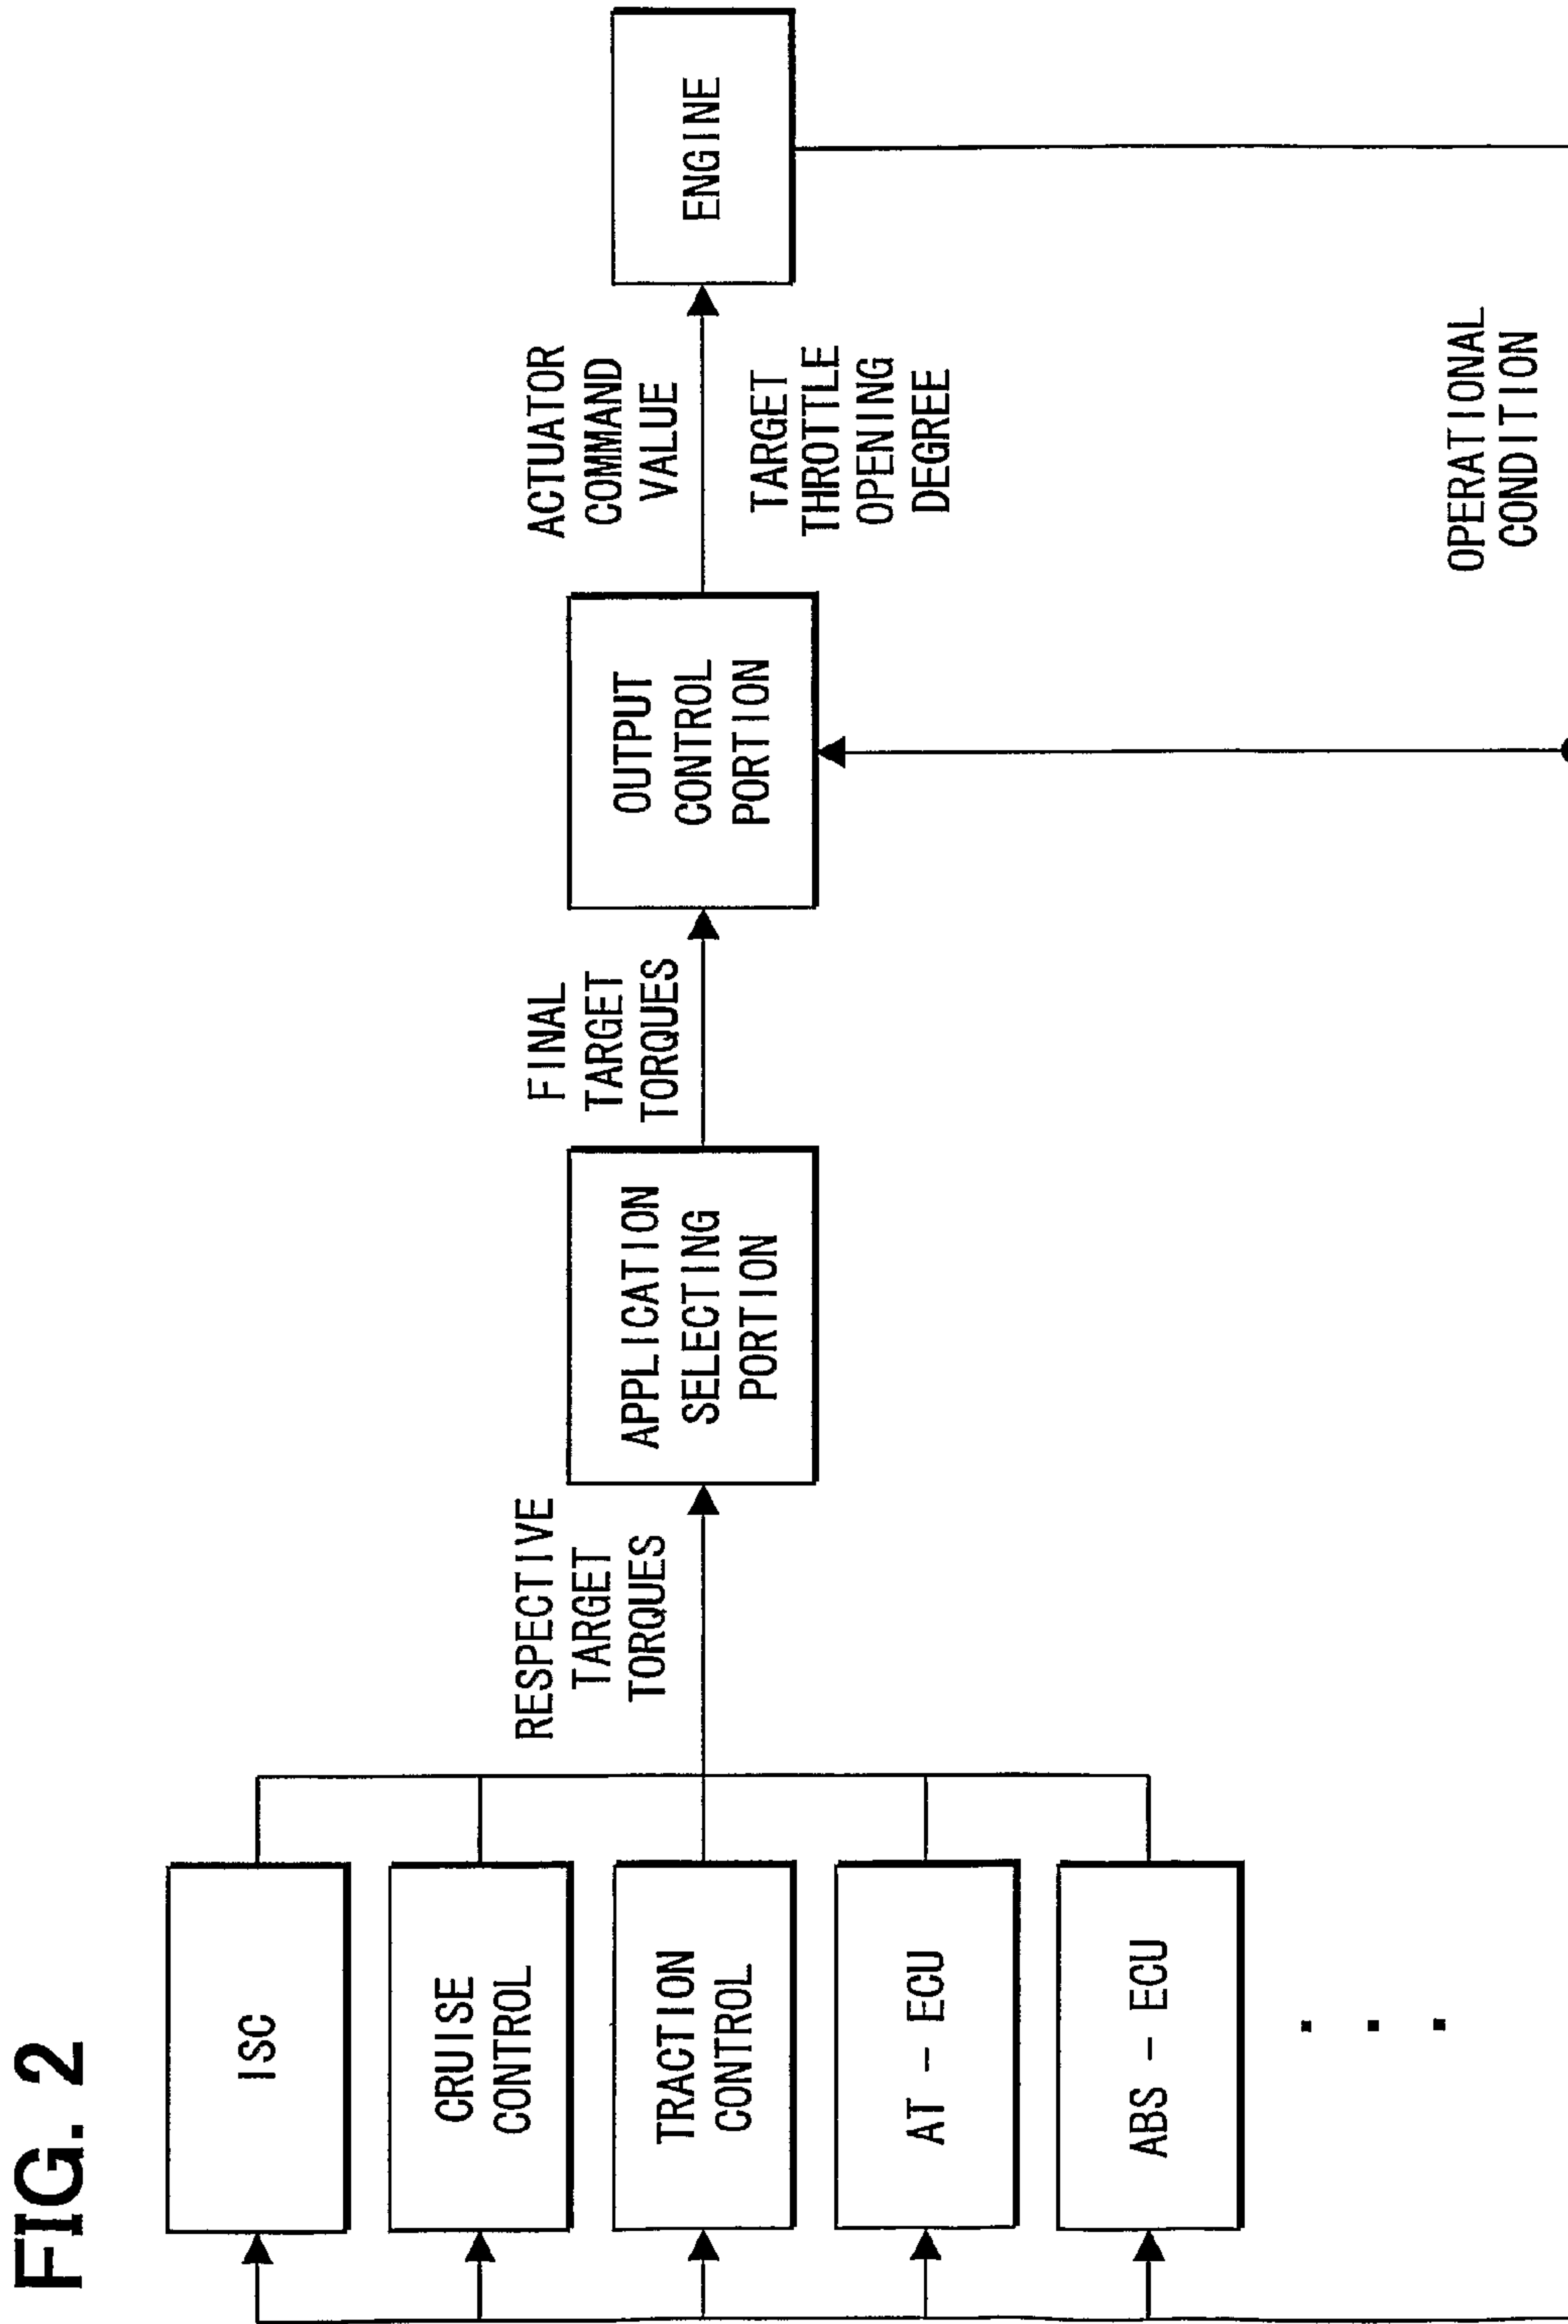 FIG. 2
ISC
CRUISE
CONTROL
TRACTION
CONTROL
AT - ECU
ABS - ECU
RESPECTIVE
TARGET
TORQUES
APPLICATION
SELECTING
PORTION
FINAL
TARGET
TORQUES
OUTPUT
CONTROL
PORTION
ACTUATOR
COMMAND
VALUE
TARGET
THROTTLE
OPENING
DEGREE
ENGINE
OPERATIONAL
CONDITION